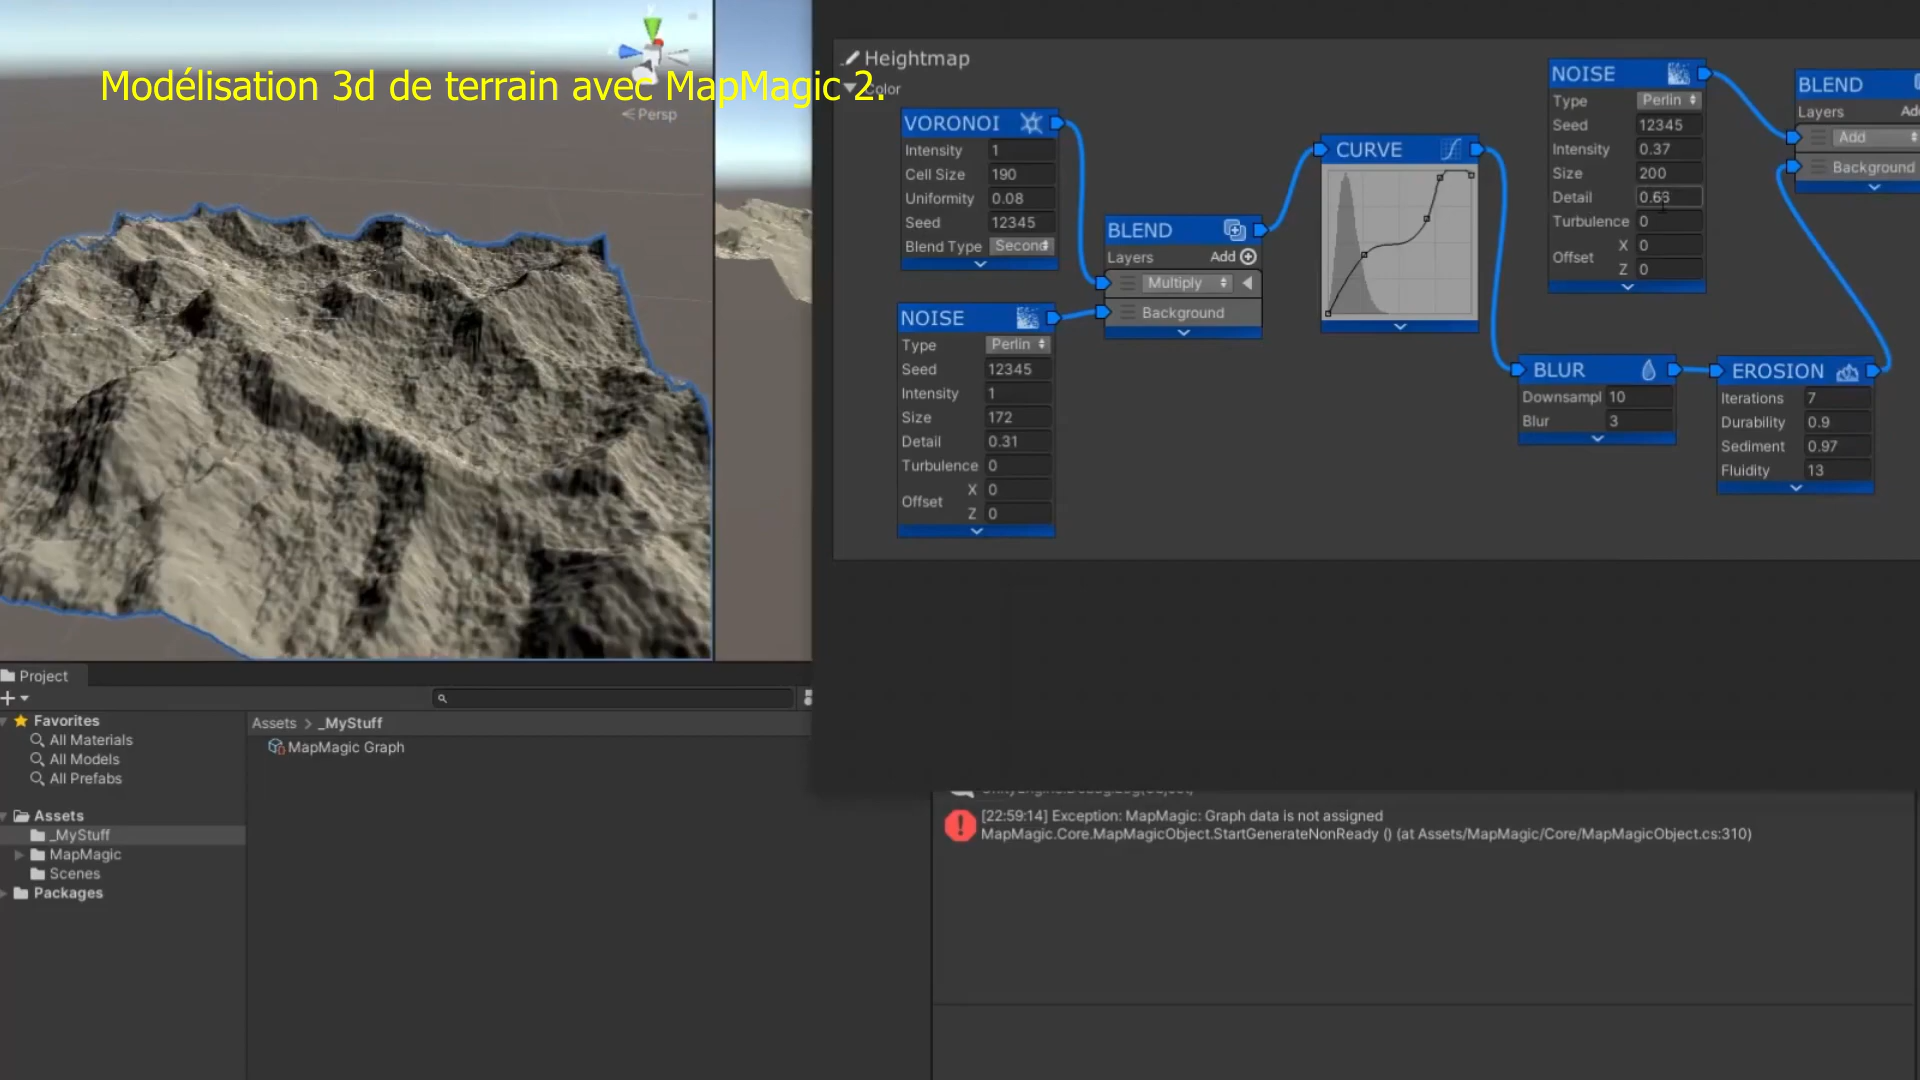 Modélisation 3d de terrain avec MapMagic 2.
Persp
Heightmap
Color
VORONOI
Intensity 1
Cell Size 190
Uniformity 0.08
Seed 12345
Blend Type Second
NOISE
Type Perlin
Seed 12345
Intensity 1
Size 172
Detail 0.31
Turbulence 0
Offset X 0
Z 0
BLEND
Layers Add
Multiply
Background
CURVE
NOISE
Type Perlin
Seed 12345
Intensity 0.37
Size 200
Detail
Turbulence 0
Offset X 0
Z 0
BLEND
Layers
Add
Background
BLUR
Downsampl 10
Blur 3
EROSION
Iterations 7
Durability 0.9
Sediment 0.97
Fluidity 13
Project
Favorites
All Materials
All Models
All Prefabs
Assets
_MyStuff
MapMagic
Scenes
Packages
Assets > _MyStuff
MapMagic Graph
[22:59:14] Exception: MapMagic: Graph data is not assigned
MapMagic.Core.MapMagicObject.StartGenerateNonReady () (at Assets/MapMagic/Core/MapMagicObject.cs:310)